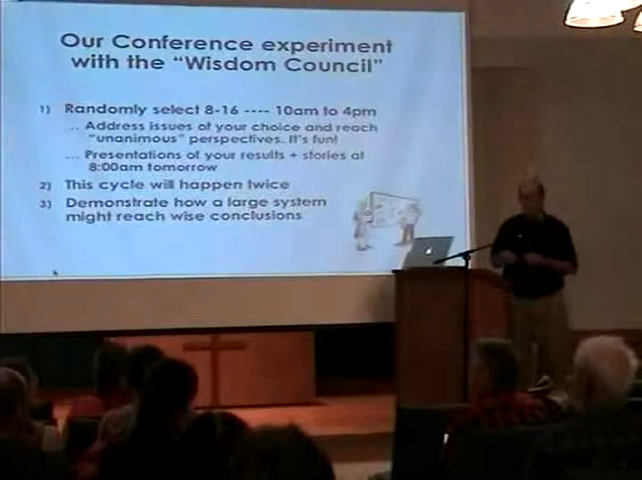 Our Conference experiment
with the "Wisdom Council"
1) Randomly select 8-16 ---- 10am to 4pm
... Address issues of your choice and reach
"unanimous" perspectives. It's fun!
... Presentations of your results + stories at
8:00am tomorrow
2) This cycle will happen twice
3) Demonstrate how a large system
might reach wise conclusions